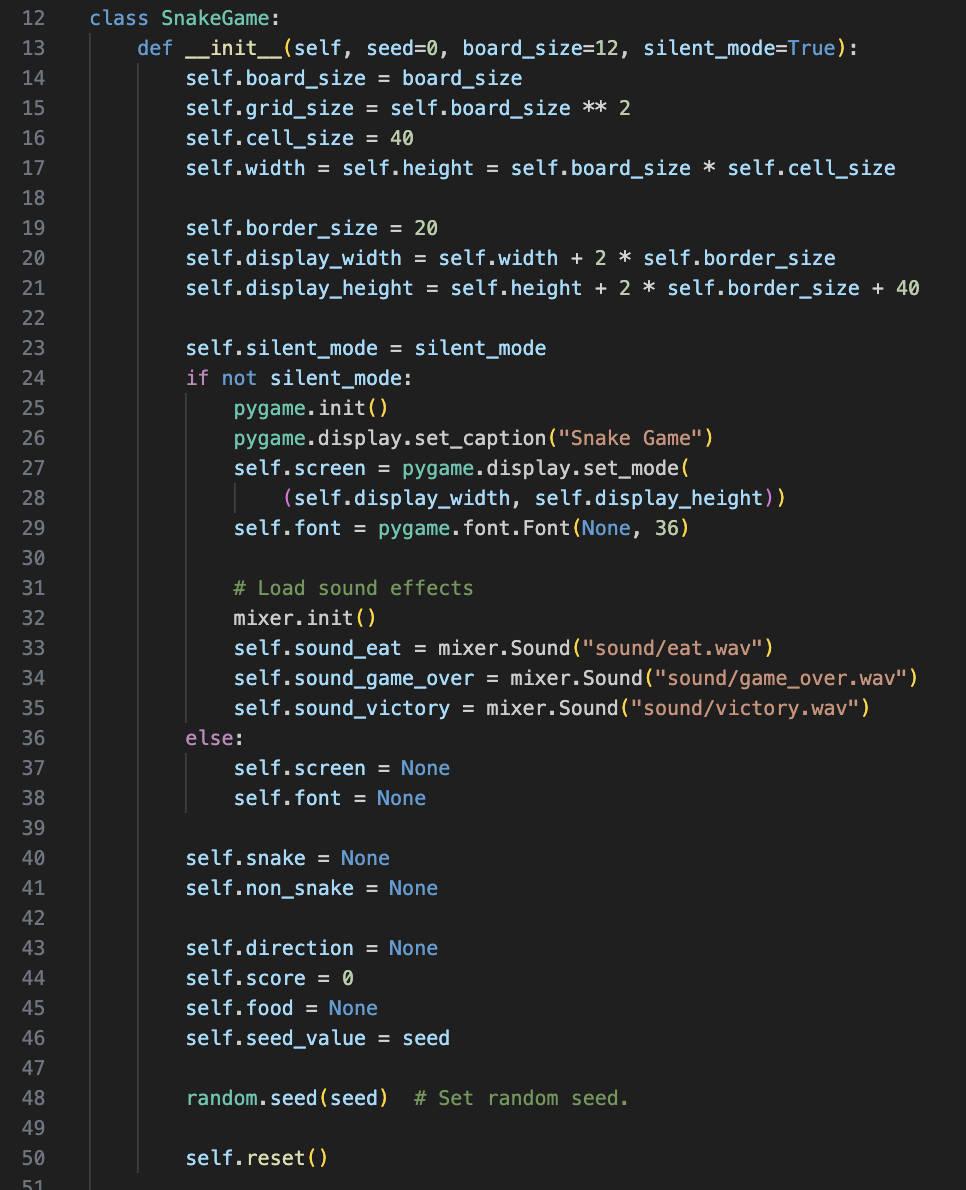 12 class SnakeGame:
13     def __init__(self, seed=0, board_size=12, silent_mode=True):
14         self.board_size = board_size
15         self.grid_size = self.board_size ** 2
16         self.cell_size = 40
17         self.width = self.height = self.board_size * self.cell_size
18
19         self.border_size = 20
20         self.display_width = self.width + 2 * self.border_size
21         self.display_height = self.height + 2 * self.border_size + 40
22
23         self.silent_mode = silent_mode
24         if not silent_mode:
25             pygame.init()
26             pygame.display.set_caption("Snake Game")
27             self.screen = pygame.display.set_mode(
28                 (self.display_width, self.display_height))
29             self.font = pygame.font.Font(None, 36)
30
31             # Load sound effects
32             mixer.init()
33             self.sound_eat = mixer.Sound("sound/eat.wav")
34             self.sound_game_over = mixer.Sound("sound/game_over.wav")
35             self.sound_victory = mixer.Sound("sound/victory.wav")
36         else:
37             self.screen = None
38             self.font = None
39
40         self.snake = None
41         self.non_snake = None
42
43         self.direction = None
44         self.score = 0
45         self.food = None
46         self.seed_value = seed
47
48         random.seed(seed)  # Set random seed.
49
50         self.reset()
51